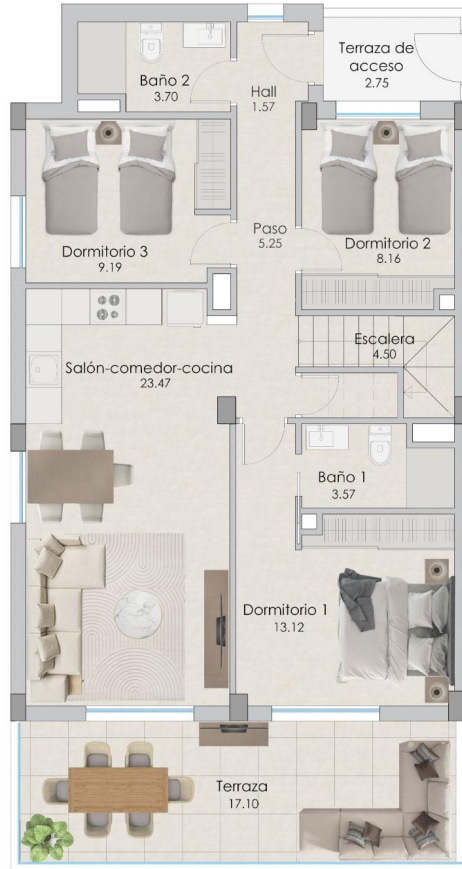 Terraza de
acceso
2.75
Baño 2
3.70
Hall
1.57
Paso
5.25
Dormitorio 3
9.19
Dormitorio 2
8.16
Escalera
4.50
Salón-comedor-cocina
23.47
Baño 1
3.57
Dormitorio 1
13.12
Terraza
17.10